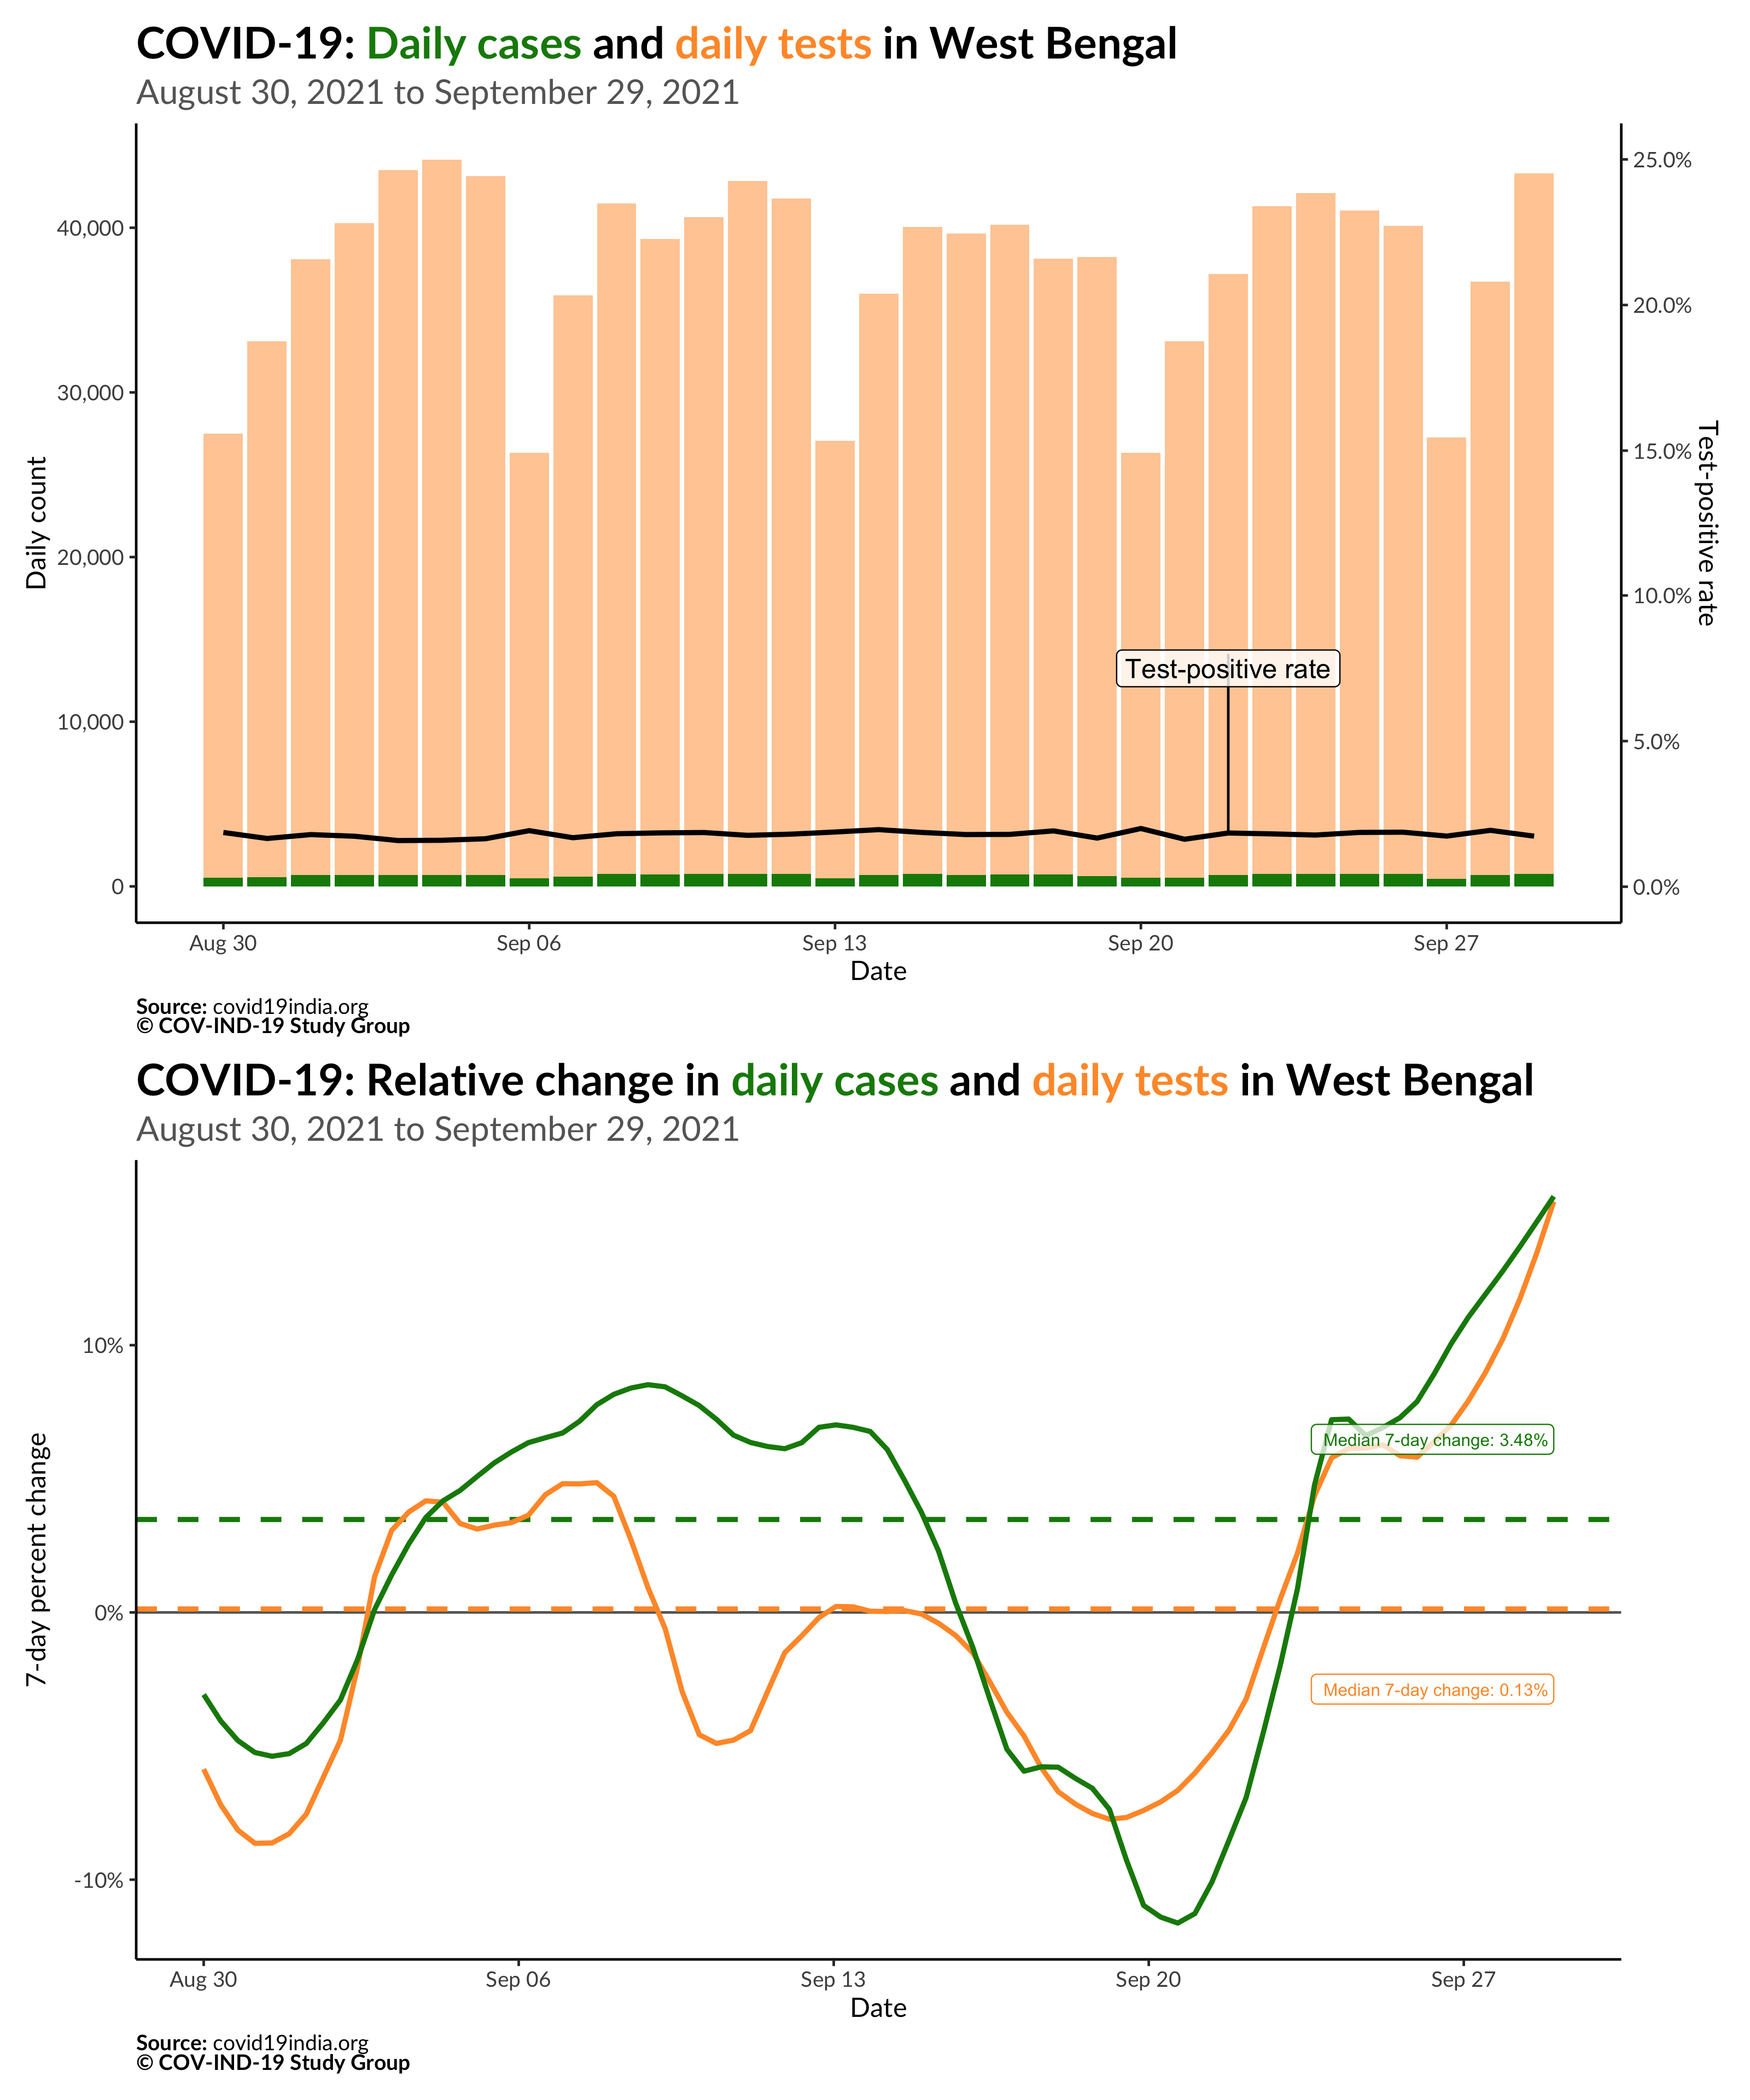 COVID-19: Daily cases and daily tests in West Bengal
August 30, 2021 to September 29, 2021
Daily count
40,000
30,000
20,000
10,000
0
25.0%
20.0%
15.0%
10.0%
5.0%
0.0%
Test-positive rate
Test-positive rate
Aug 30 Sep 06 Sep 13 Sep 20 Sep 27
Date
Source: covid19india.org
© COV-IND-19 Study Group
COVID-19: Relative change in daily cases and daily tests in West Bengal
August 30, 2021 to September 29, 2021
7-day percent change
10%
0%
-10%
Median 7-day change: 3.48%
Median 7-day change: 0.13%
Aug 30 Sep 06 Sep 13 Sep 20 Sep 27
Date
Source: covid19india.org
© COV-IND-19 Study Group